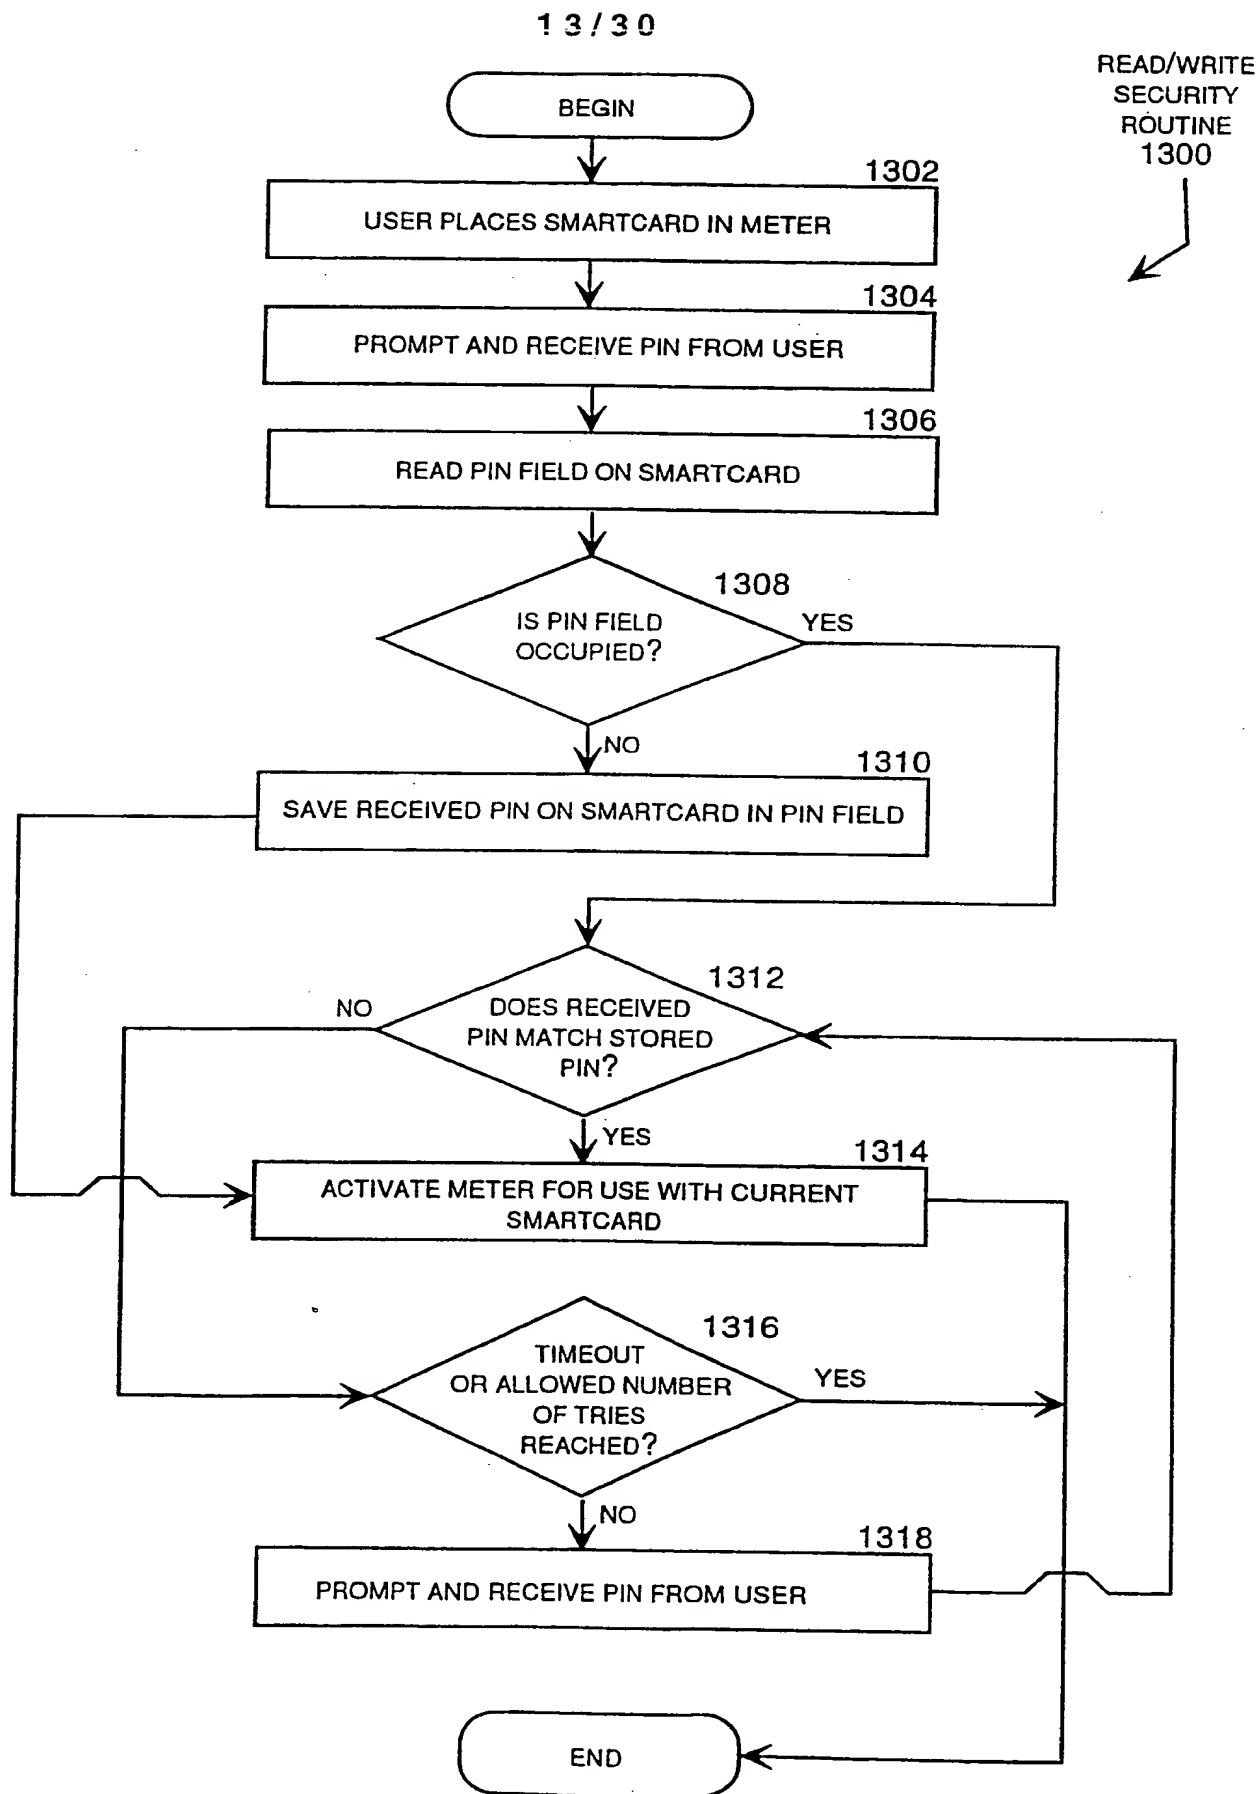 13/30
READ/WRITE
SECURITY
ROUTINE
1300
BEGIN
1302
USER PLACES SMARTCARD IN METER
1304
PROMPT AND RECEIVE PIN FROM USER
1306
READ PIN FIELD ON SMARTCARD
1308
IS PIN FIELD
OCCUPIED?
YES
NO
1310
SAVE RECEIVED PIN ON SMARTCARD IN PIN FIELD
1312
NO
DOES RECEIVED
PIN MATCH STORED
PIN?
YES
1314
ACTIVATE METER FOR USE WITH CURRENT
SMARTCARD
1316
TIMEOUT
OR ALLOWED NUMBER
OF TRIES
REACHED?
YES
NO
1318
PROMPT AND RECEIVE PIN FROM USER
END